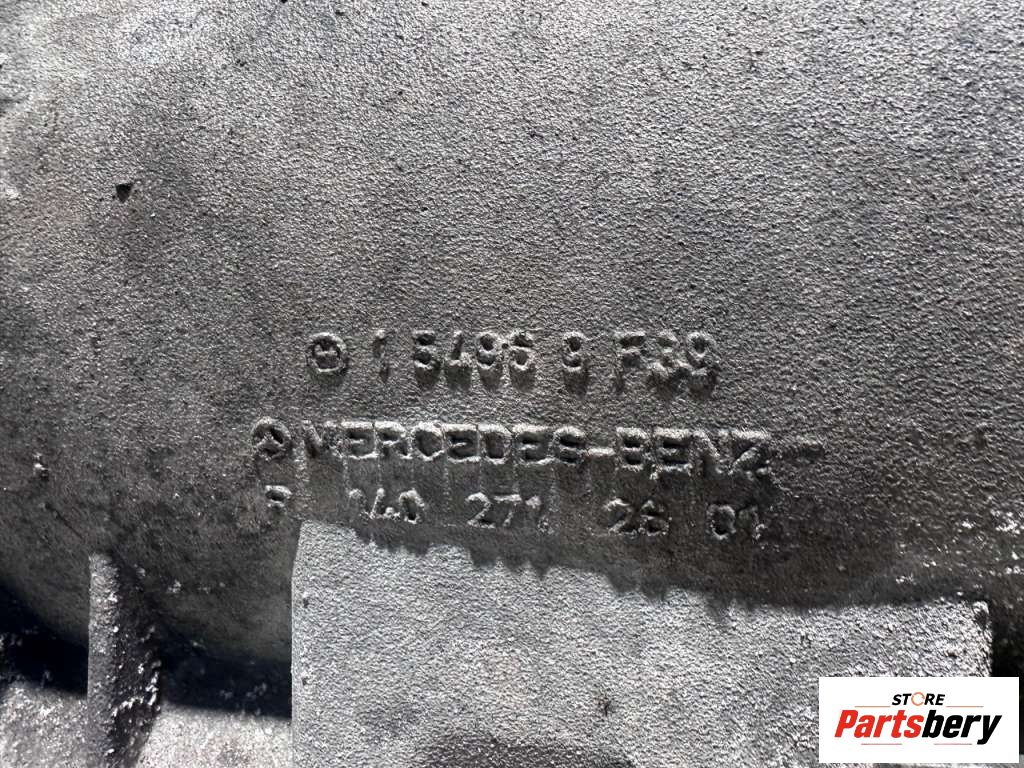 1 5496 9 F39
MERCEDES-BENZ
R 140 271 26 01
STORE
Partsbery